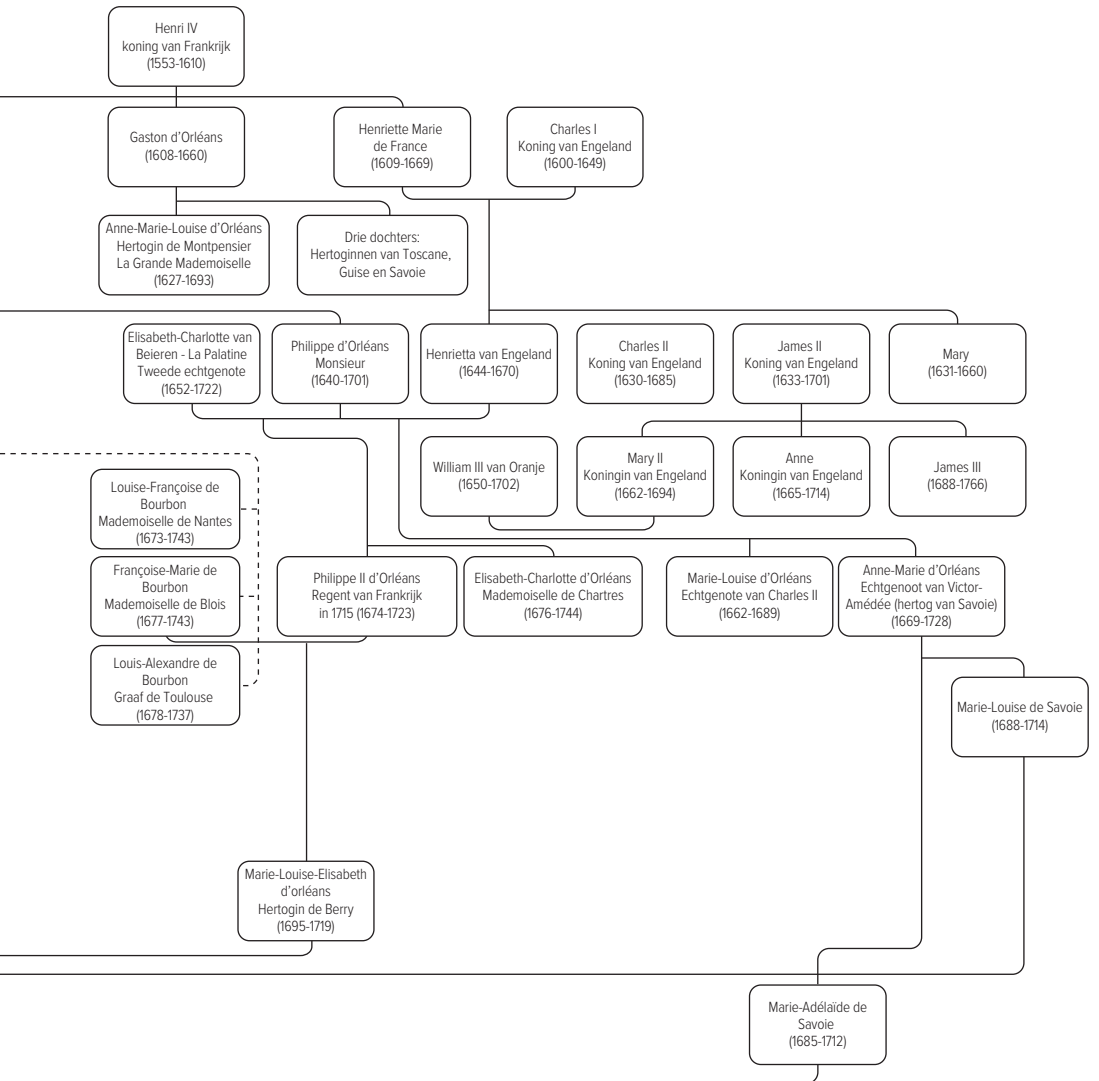 Henri IV
koning van Frankrijk
(1553-1610)
Gaston d’Orléans
(1608-1660)
Henriette Marie
de France
(1609-1669)
Charles I
Koning van Engeland
(1600-1649)
Anne-Marie-Louise d’Orléans
Hertogin de Montpensier
La Grande Mademoiselle
(1627-1693)
Drie dochters:
Hertoginnen van Toscane,
Guise en Savoie
Elisabeth-Charlotte van
Beieren - La Palatine
Tweede echtgenote
(1652-1722)
Philippe d’Orléans
Monsieur
(1640-1701)
Henrietta van Engeland
(1644-1670)
Charles II
Koning van Engeland
(1630-1685)
James II
Koning van Engeland
(1633-1701)
Mary
(1631-1660)
William III van Oranje
(1650-1702)
Mary II
Koningin van Engeland
(1662-1694)
Anne
Koningin van Engeland
(1665-1714)
James III
(1688-1766)
Louise-Françoise de
Bourbon
Mademoiselle de Nantes
(1673-1743)
Françoise-Marie de
Bourbon
Mademoiselle de Blois
(1677-1743)
Louis-Alexandre de
Bourbon
Graaf de Toulouse
(1678-1737)
Philippe II d’Orléans
Regent van Frankrijk
in 1715 (1674-1723)
Elisabeth-Charlotte d’Orléans
Mademoiselle de Chartres
(1676-1744)
Marie-Louise d’Orléans
Echtgenote van Charles II
(1662-1689)
Anne-Marie d’Orléans
Echtgenoot van Victor-
Amédée (hertog van Savoie)
(1669-1728)
Marie-Louise de Savoie
(1688-1714)
Marie-Louise-Elisabeth
d’orléans
Hertogin de Berry
(1695-1719)
Marie-Adélaïde de
Savoie
(1685-1712)